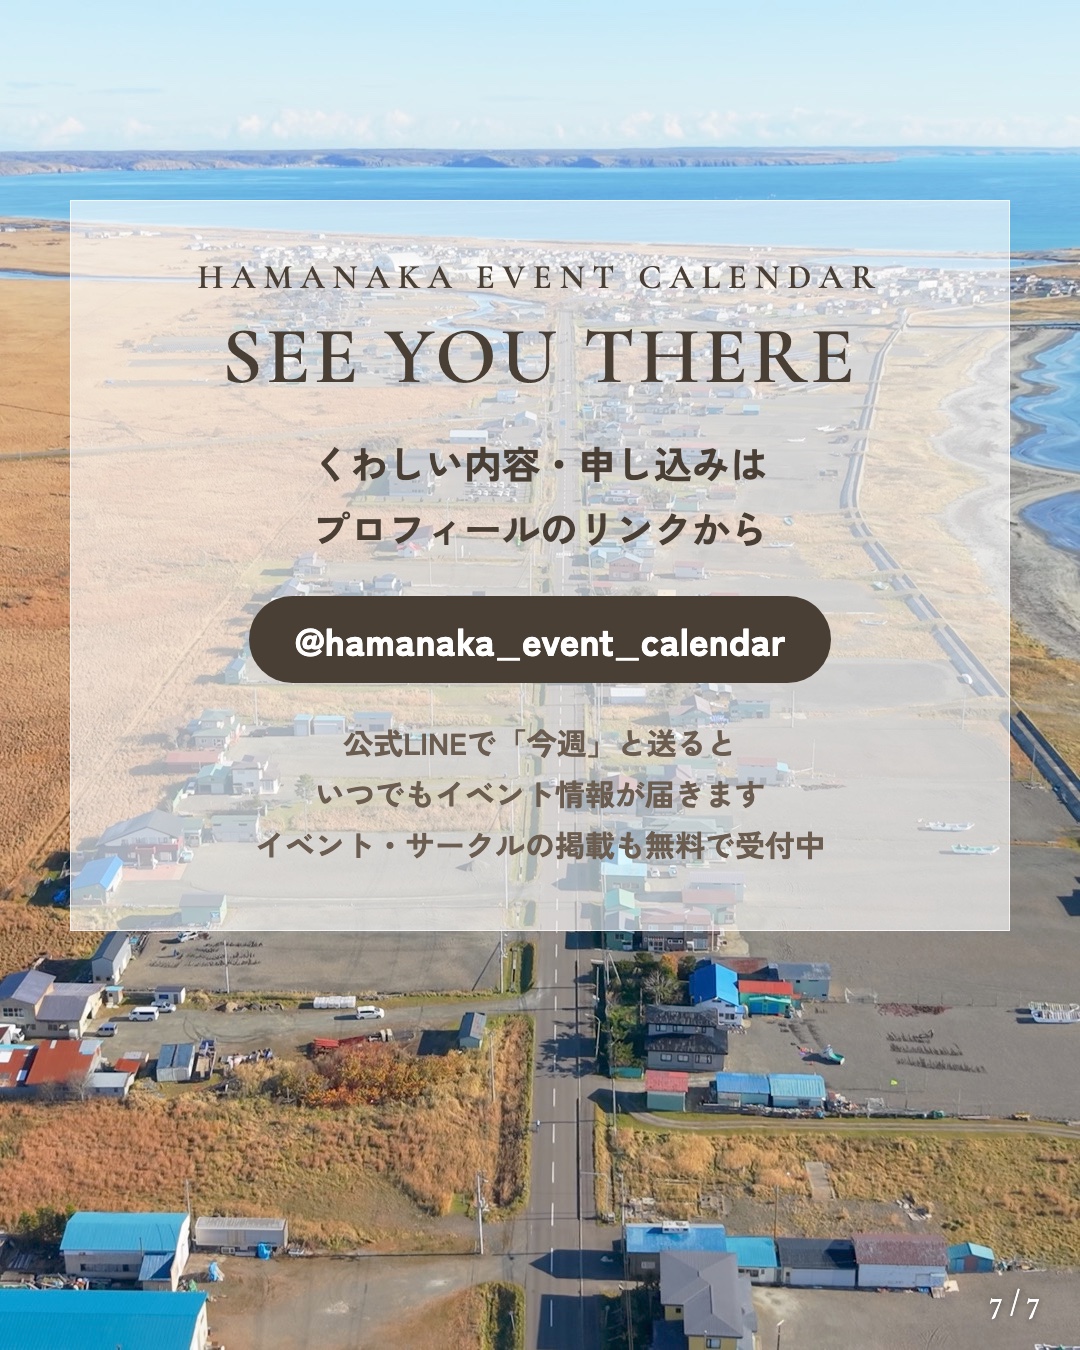 HAMANAKA EVENT CALENDAR
SEE YOU THERE
くわしい内容・申し込みは
プロフィールのリンクから
@hamanaka_event_calendar
公式LINEで「今週」と送ると
いつでもイベント情報が届きます
イベント・サークルの掲載も無料で受付中
7/7